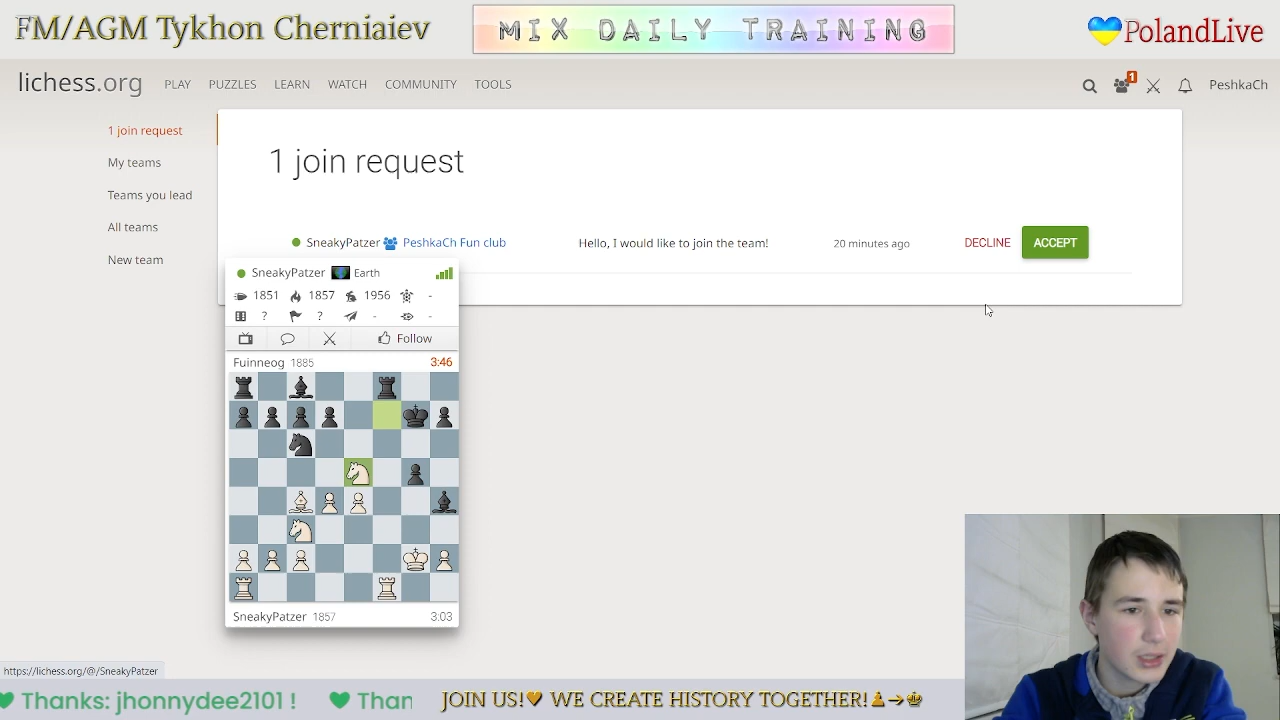 FM/AGM Tykhon Cherniaiev
MIX DAILY TRAINING
PolandLive
lichess.org PLAY PUZZLES LEARN WATCH COMMUNITY TOOLS
1
PeshkaCh
1 join request
My teams
Teams you lead
All teams
New team
1 join request
SneakyPatzer PeshkaCh Fun club Hello, I would like to join the team! 20 minutes ago DECLINE ACCEPT
SneakyPatzer Earth
1851 1857 1956 -
? ? - -
Follow
Fuinneog 1885 3:46
SneakyPatzer 1857 3:03
https://lichess.org/@/SneakyPatzer
Thanks: jhonnydee2101 ! Than
JOIN US! WE CREATE HISTORY TOGETHER!